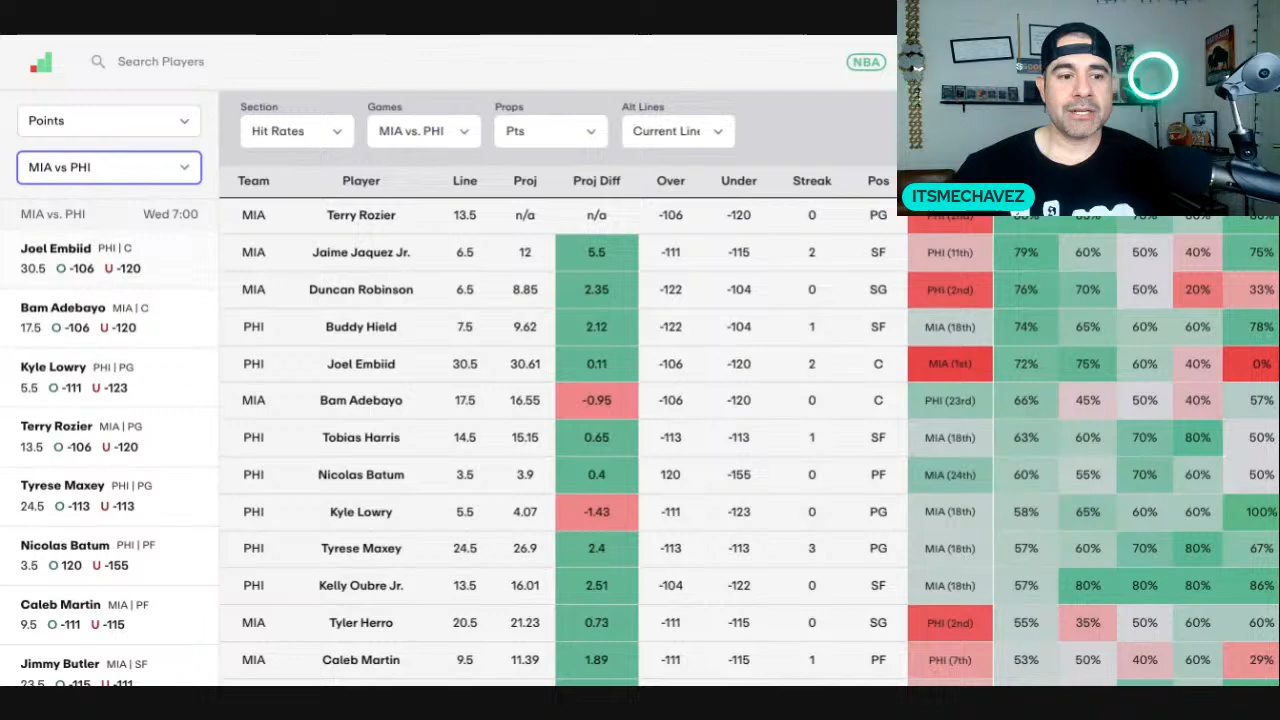 Search Players
NBA
ITSMECHAVEZ
Points
MIA vs PHI
MIA vs. PHI Wed 7:00
Joel Embiid PHI | C
30.5 O -106 U -120
Bam Adebayo MIA | C
17.5 O -106 U -120
Kyle Lowry PHI | PG
5.5 O -111 U -123
Terry Rozier MIA | PG
13.5 O -106 U -120
Tyrese Maxey PHI | PG
24.5 O -113 U -113
Nicolas Batum PHI | PF
3.5 O 120 U -155
Caleb Martin MIA | PF
9.5 O -111 U -115
Jimmy Butler MIA | SF
23.5 O -115 U -111
Section Games Props Alt Lines
Hit Rates MIA vs. PHI Pts Current Line
Team Player Line Proj Proj Diff Over Under Streak Pos
MIA Terry Rozier 13.5 n/a n/a -106 -120 0 PG
MIA Jaime Jaquez Jr. 6.5 12 5.5 -111 -115 2 SF PHI (11th) 79% 60% 50% 40% 75%
MIA Duncan Robinson 6.5 8.85 2.35 -122 -104 0 SG PHI (2nd) 76% 70% 50% 20% 33%
PHI Buddy Hield 7.5 9.62 2.12 -122 -104 1 SF MIA (18th) 74% 65% 60% 60% 78%
PHI Joel Embiid 30.5 30.61 0.11 -106 -120 2 C MIA (1st) 72% 75% 60% 40% 0%
MIA Bam Adebayo 17.5 16.55 -0.95 -106 -120 0 C PHI (23rd) 66% 45% 50% 40% 57%
PHI Tobias Harris 14.5 15.15 0.65 -113 -113 1 SF MIA (18th) 63% 60% 70% 80% 50%
PHI Nicolas Batum 3.5 3.9 0.4 120 -155 0 PF MIA (24th) 60% 55% 70% 60% 50%
PHI Kyle Lowry 5.5 4.07 -1.43 -111 -123 0 PG MIA (18th) 58% 65% 60% 60% 100%
PHI Tyrese Maxey 24.5 26.9 2.4 -113 -113 3 PG MIA (18th) 57% 60% 70% 80% 67%
PHI Kelly Oubre Jr. 13.5 16.01 2.51 -104 -122 0 SF MIA (18th) 57% 80% 80% 80% 86%
MIA Tyler Herro 20.5 21.23 0.73 -111 -115 0 SG PHI (2nd) 55% 35% 50% 60% 60%
MIA Caleb Martin 9.5 11.39 1.89 -111 -115 1 PF PHI (7th) 53% 50% 40% 60% 29%